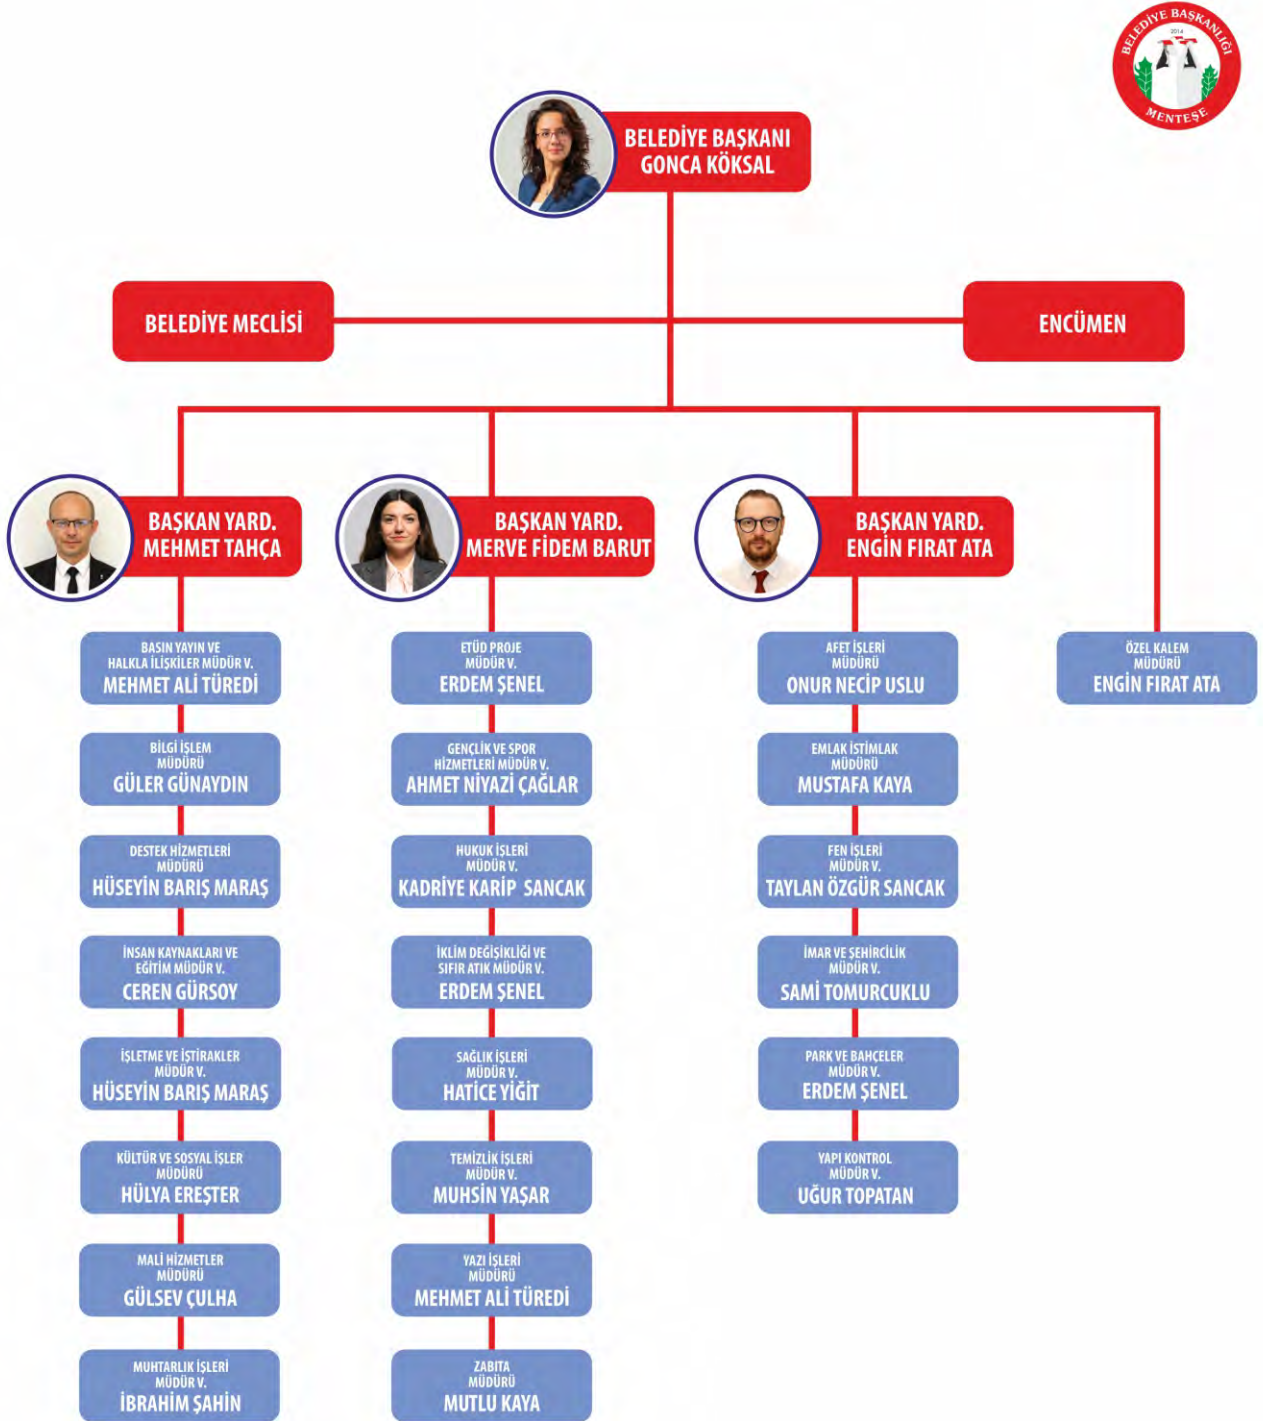 BELEDİYE BAŞKANLIĞI
2014
MENTEŞE
BELEDİYE BAŞKANI
GONCA KÖKSAL
BELEDİYE MECLİSİ
ENCÜMEN
BAŞKAN YARD.
MEHMET TAHÇA
BAŞKAN YARD.
MERVE FİDEM BARUT
BAŞKAN YARD.
ENGİN FIRAT ATA
BASIN YAYIN VE
HALKLA İLİŞKİLER MÜDÜR V.
MEHMET ALİ TÜREDİ
BİLGİ İŞLEM
MÜDÜRÜ
GÜLER GÜNAYDIN
DESTEK HİZMETLERİ
MÜDÜRÜ
HÜSEYİN BARIŞ MARAŞ
İNSAN KAYNAKLARI VE
EĞİTİM MÜDÜR V.
CEREN GÜRSOY
İŞLETME VE İŞTİRAKLER
MÜDÜR V.
HÜSEYİN BARIŞ MARAŞ
KÜLTÜR VE SOSYAL İŞLER
MÜDÜRÜ
HÜLYA EREŞTER
MALİ HİZMETLER
MÜDÜRÜ
GÜLSEV ÇULHA
MUHTARLIK İŞLERİ
MÜDÜR V.
İBRAHİM ŞAHİN
ETÜD PROJE
MÜDÜR V.
ERDEM ŞENEL
GENÇLİK VE SPOR
HİZMETLERİ MÜDÜR V.
AHMET NİYAZİ ÇAĞLAR
HUKUK İŞLERİ
MÜDÜR V.
KADRİYE KARİP SANCAK
İKLİM DEĞİŞİKLİĞİ VE
SIFIR ATIK MÜDÜR V.
ERDEM ŞENEL
SAĞLIK İŞLERİ
MÜDÜR V.
HATİCE YİĞİT
TEMİZLİK İŞLERİ
MÜDÜR V.
MUHSİN YAŞAR
YAZI İŞLERİ
MÜDÜRÜ
MEHMET ALİ TÜREDİ
ZABITA
MÜDÜRÜ
MUTLU KAYA
AFET İŞLERİ
MÜDÜRÜ
ONUR NECİP USLU
EMLAK İSTİMLAK
MÜDÜRÜ
MUSTAFA KAYA
FEN İŞLERİ
MÜDÜR V.
TAYLAN ÖZGÜR SANCAK
İMAR VE ŞEHİRCİLİK
MÜDÜR V.
SAMİ TOMURCUKLU
PARK VE BAHÇELER
MÜDÜR V.
ERDEM ŞENEL
YAPI KONTROL
MÜDÜR V.
UĞUR TOPATAN
ÖZEL KALEM
MÜDÜRÜ
ENGİN FIRAT ATA